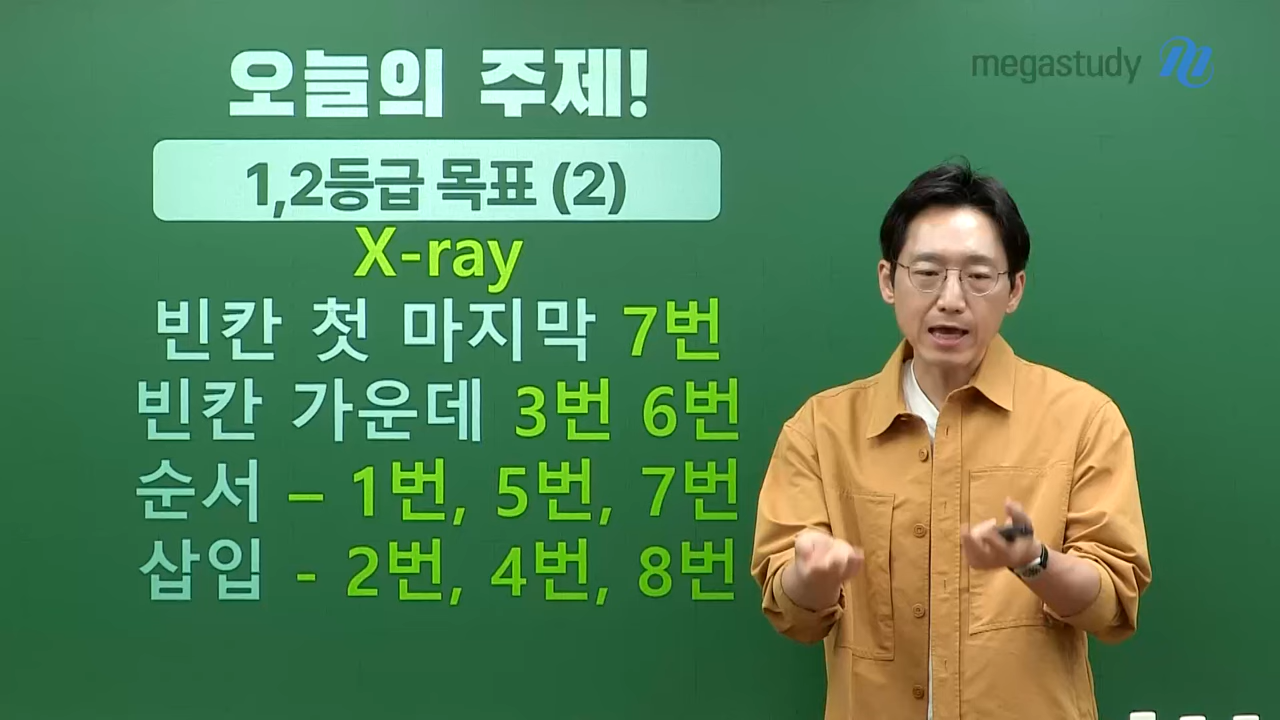 오늘의 주제!
megastudy
1,2등급 목표 (2)
X-ray
빈칸 첫 마지막 7번
빈칸 가운데 3번 6번
순서 – 1번, 5번, 7번
삽입 - 2번, 4번, 8번